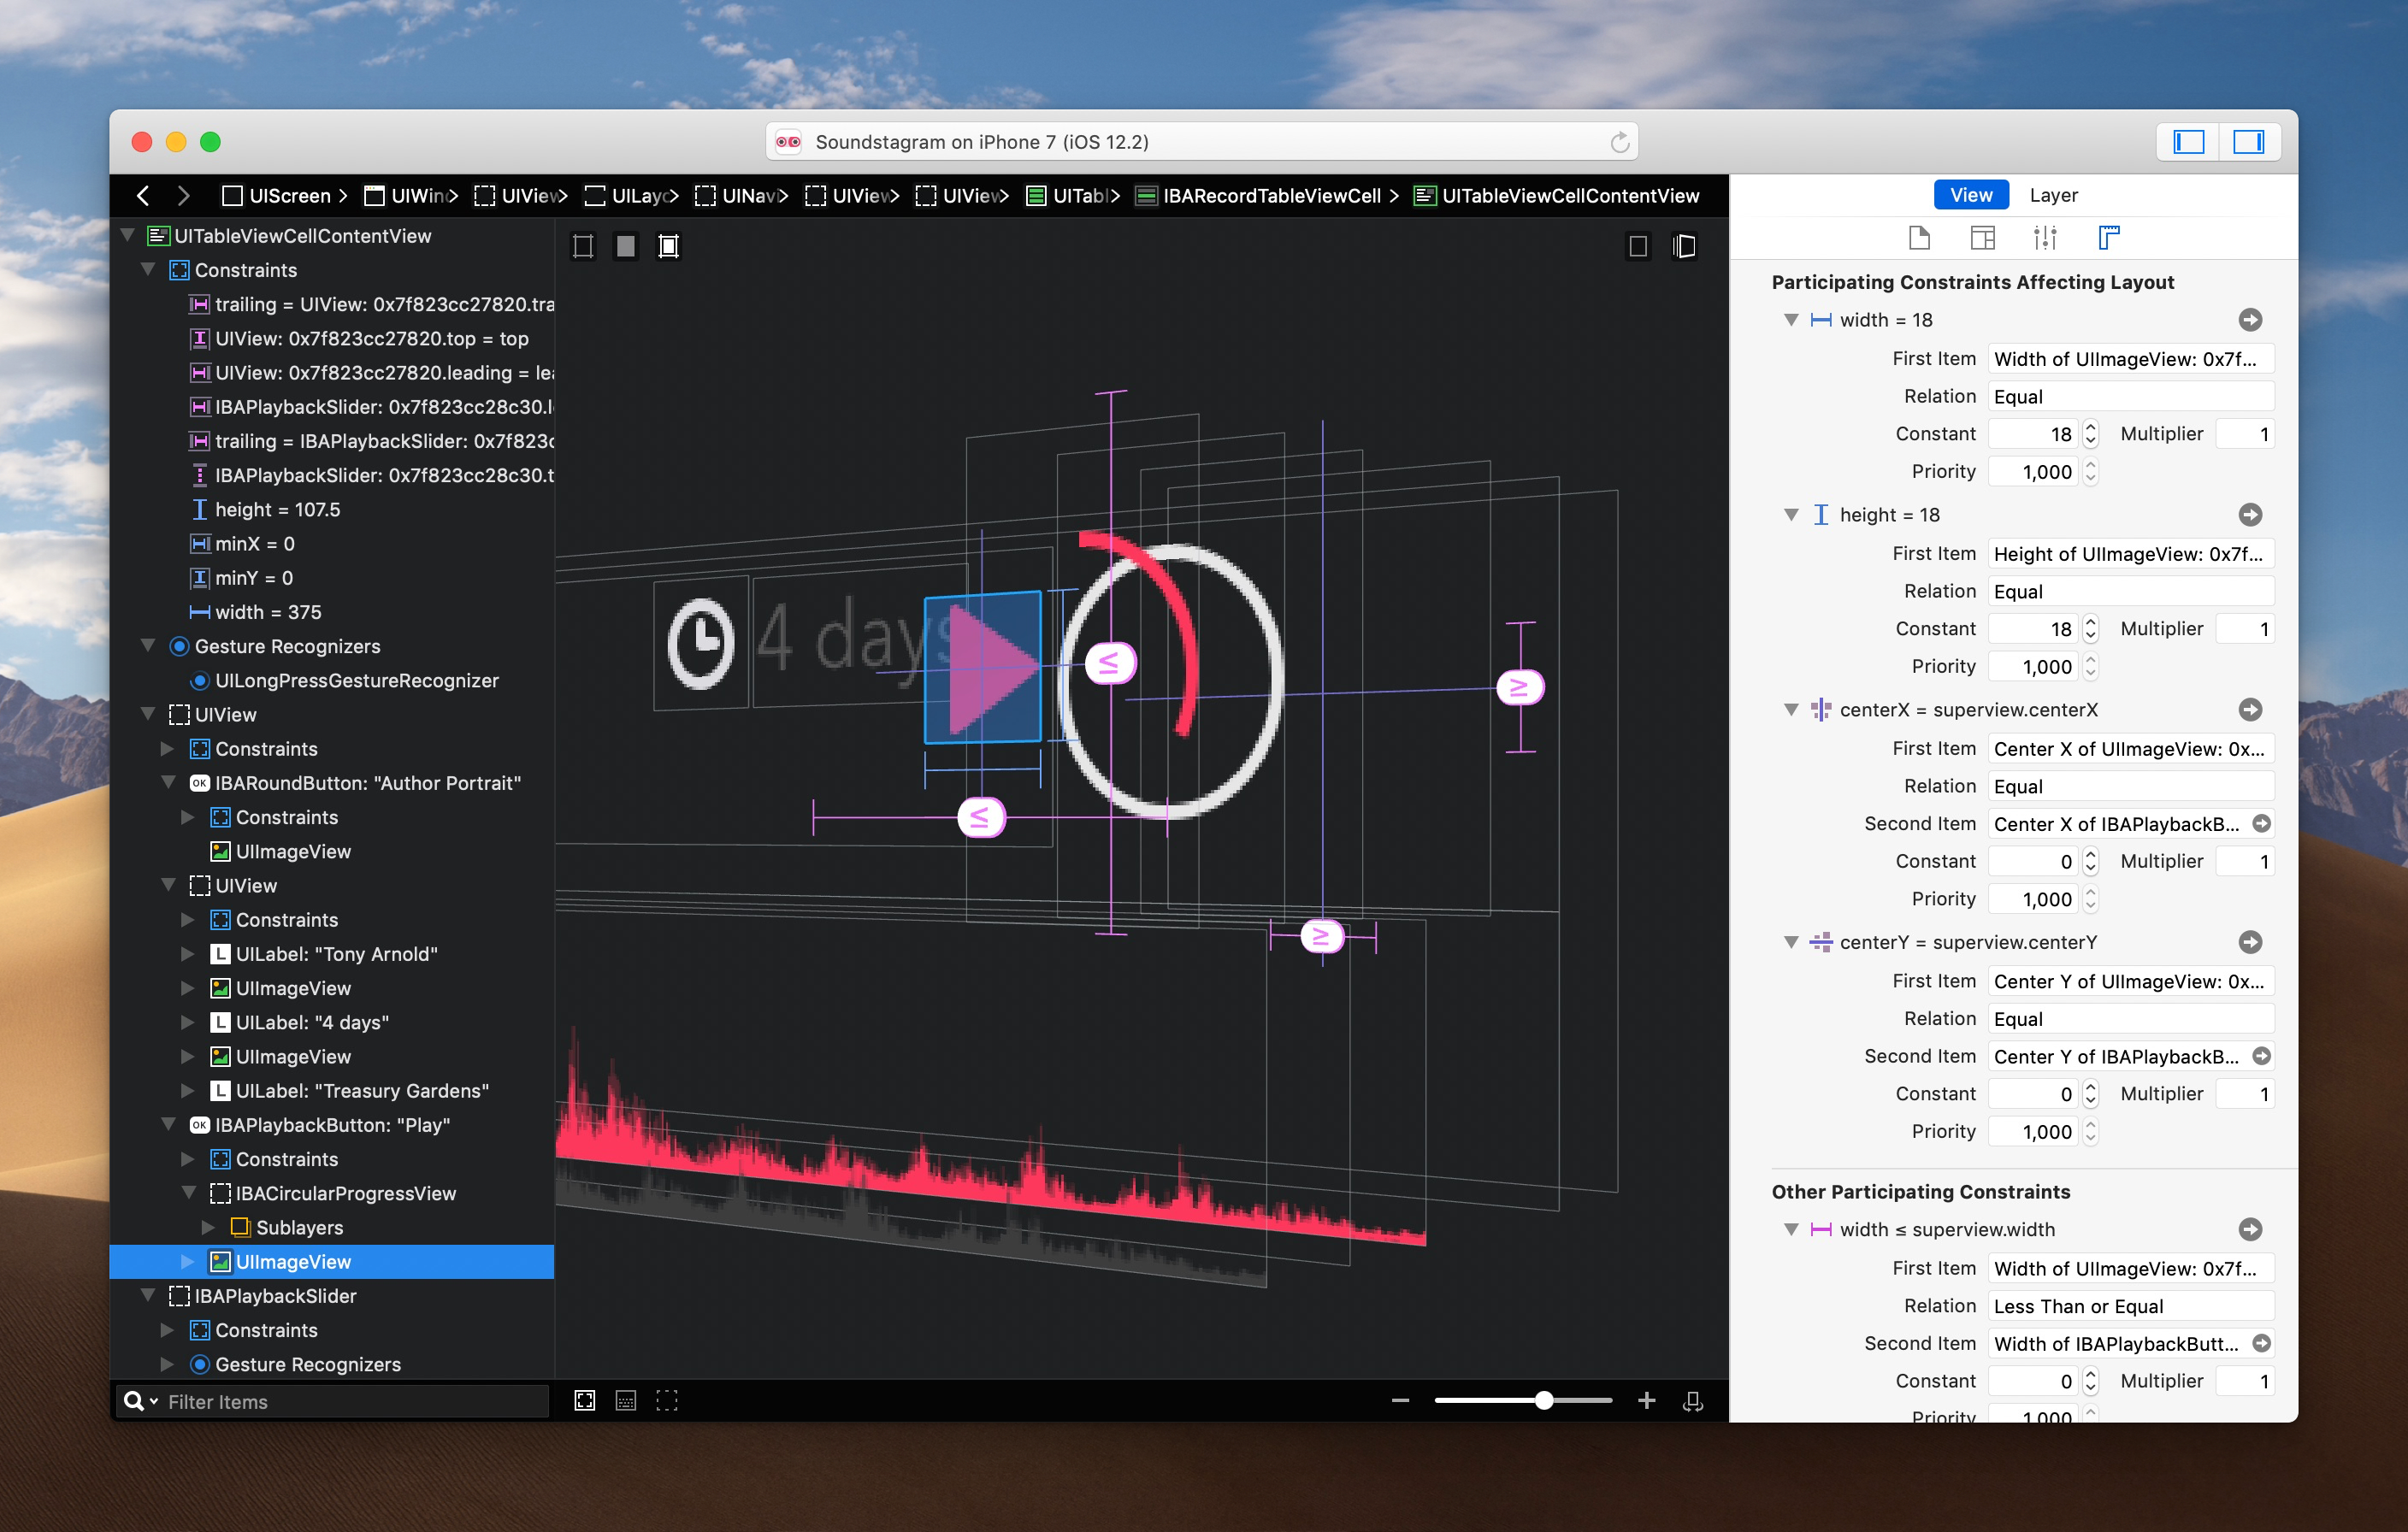 Soundstagram on iPhone 7 (iOS 12.2)
UIScreen
UIWin
UIView
UILayo
UINavi
UIView
UIView
UITabl
IBARecordTableViewCell
UITableViewCellContentView
UITableViewCellContentView
Constraints
trailing = UIView: 0x7f823cc27820.tra
UIView: 0x7f823cc27820.top = top
UIView: 0x7f823cc27820.leading = lea
IBAPlaybackSlider: 0x7f823cc28c30.l
trailing = IBAPlaybackSlider: 0x7f823c
IBAPlaybackSlider: 0x7f823cc28c30.t
height = 107.5
minX = 0
minY = 0
width = 375
Gesture Recognizers
UILongPressGestureRecognizer
UIView
Constraints
OK IBARoundButton: "Author Portrait"
Constraints
UIImageView
UIView
Constraints
L UILabel: "Tony Arnold"
UIImageView
L UILabel: "4 days"
UIImageView
L UILabel: "Treasury Gardens"
OK IBAPlaybackButton: "Play"
Constraints
IBACircularProgressView
Sublayers
UIImageView
IBAPlaybackSlider
Constraints
Gesture Recognizers
Filter Items
4 days
≤
≥
≤
≥
View
Layer
Participating Constraints Affecting Layout
width = 18
First Item Width of UIImageView: 0x7f...
Relation Equal
Constant 18 Multiplier 1
Priority 1,000
height = 18
First Item Height of UIImageView: 0x7f...
Relation Equal
Constant 18 Multiplier 1
Priority 1,000
centerX = superview.centerX
First Item Center X of UIImageView: 0x...
Relation Equal
Second Item Center X of IBAPlaybackB...
Constant 0 Multiplier 1
Priority 1,000
centerY = superview.centerY
First Item Center Y of UIImageView: 0x...
Relation Equal
Second Item Center Y of IBAPlaybackB...
Constant 0 Multiplier 1
Priority 1,000
Other Participating Constraints
width ≤ superview.width
First Item Width of UIImageView: 0x7f...
Relation Less Than or Equal
Second Item Width of IBAPlaybackButt...
Constant 0 Multiplier 1
Priority 1,000